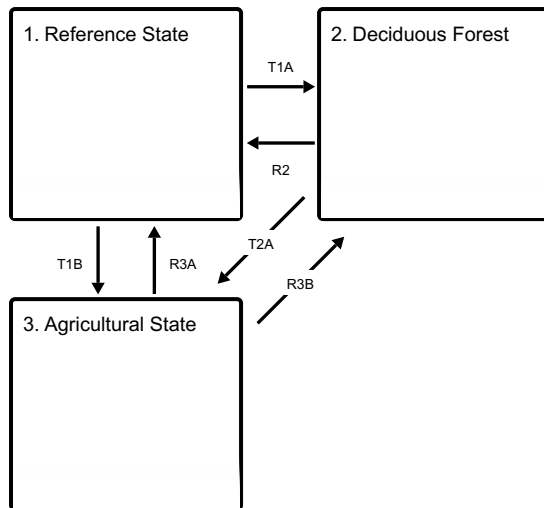 1. Reference State
2. Deciduous Forest
T1A
R2
T1B
R3A
T2A
R3B
3. Agricultural State